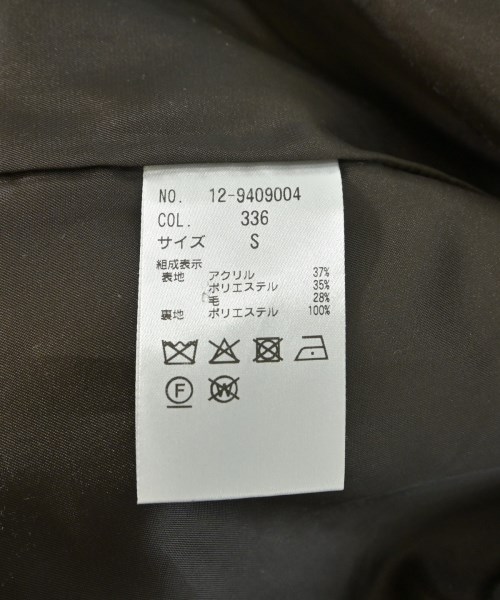 NO. 12-9409004
COL. 336
サイズ S
組成表示
表地 アクリル 37%
ポリエステル 35%
毛 28%
裏地 ポリエステル 100%
F W